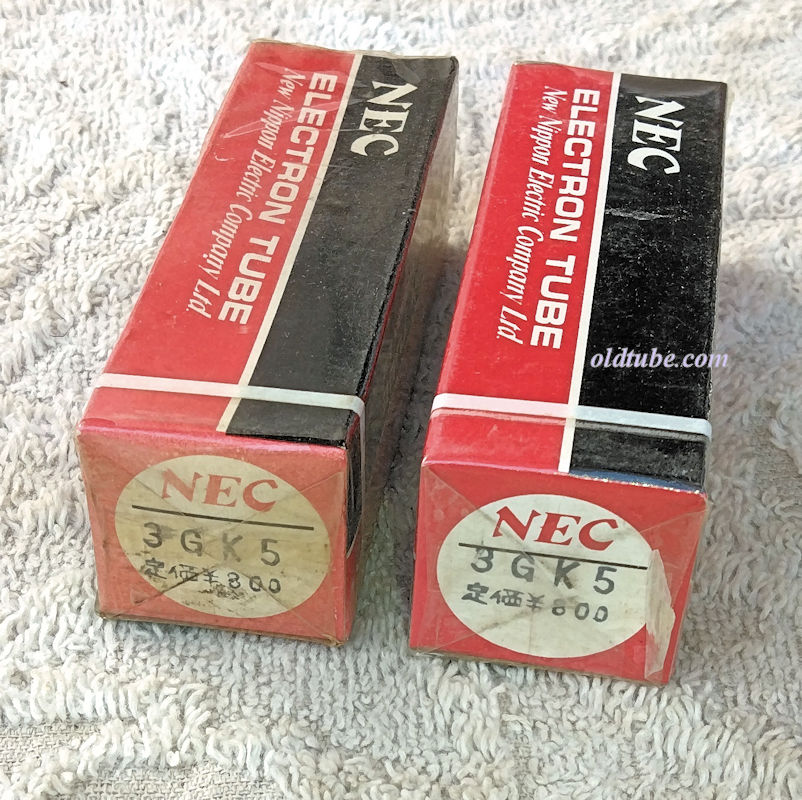 NEC
ELECTRON TUBE
New Nippon Electric Company Ltd.
NEC
3GK5
定価¥800
NEC
ELECTRON TUBE
New Nippon Electric Company Ltd.
NEC
3GK5
定価¥800
oldtube.com